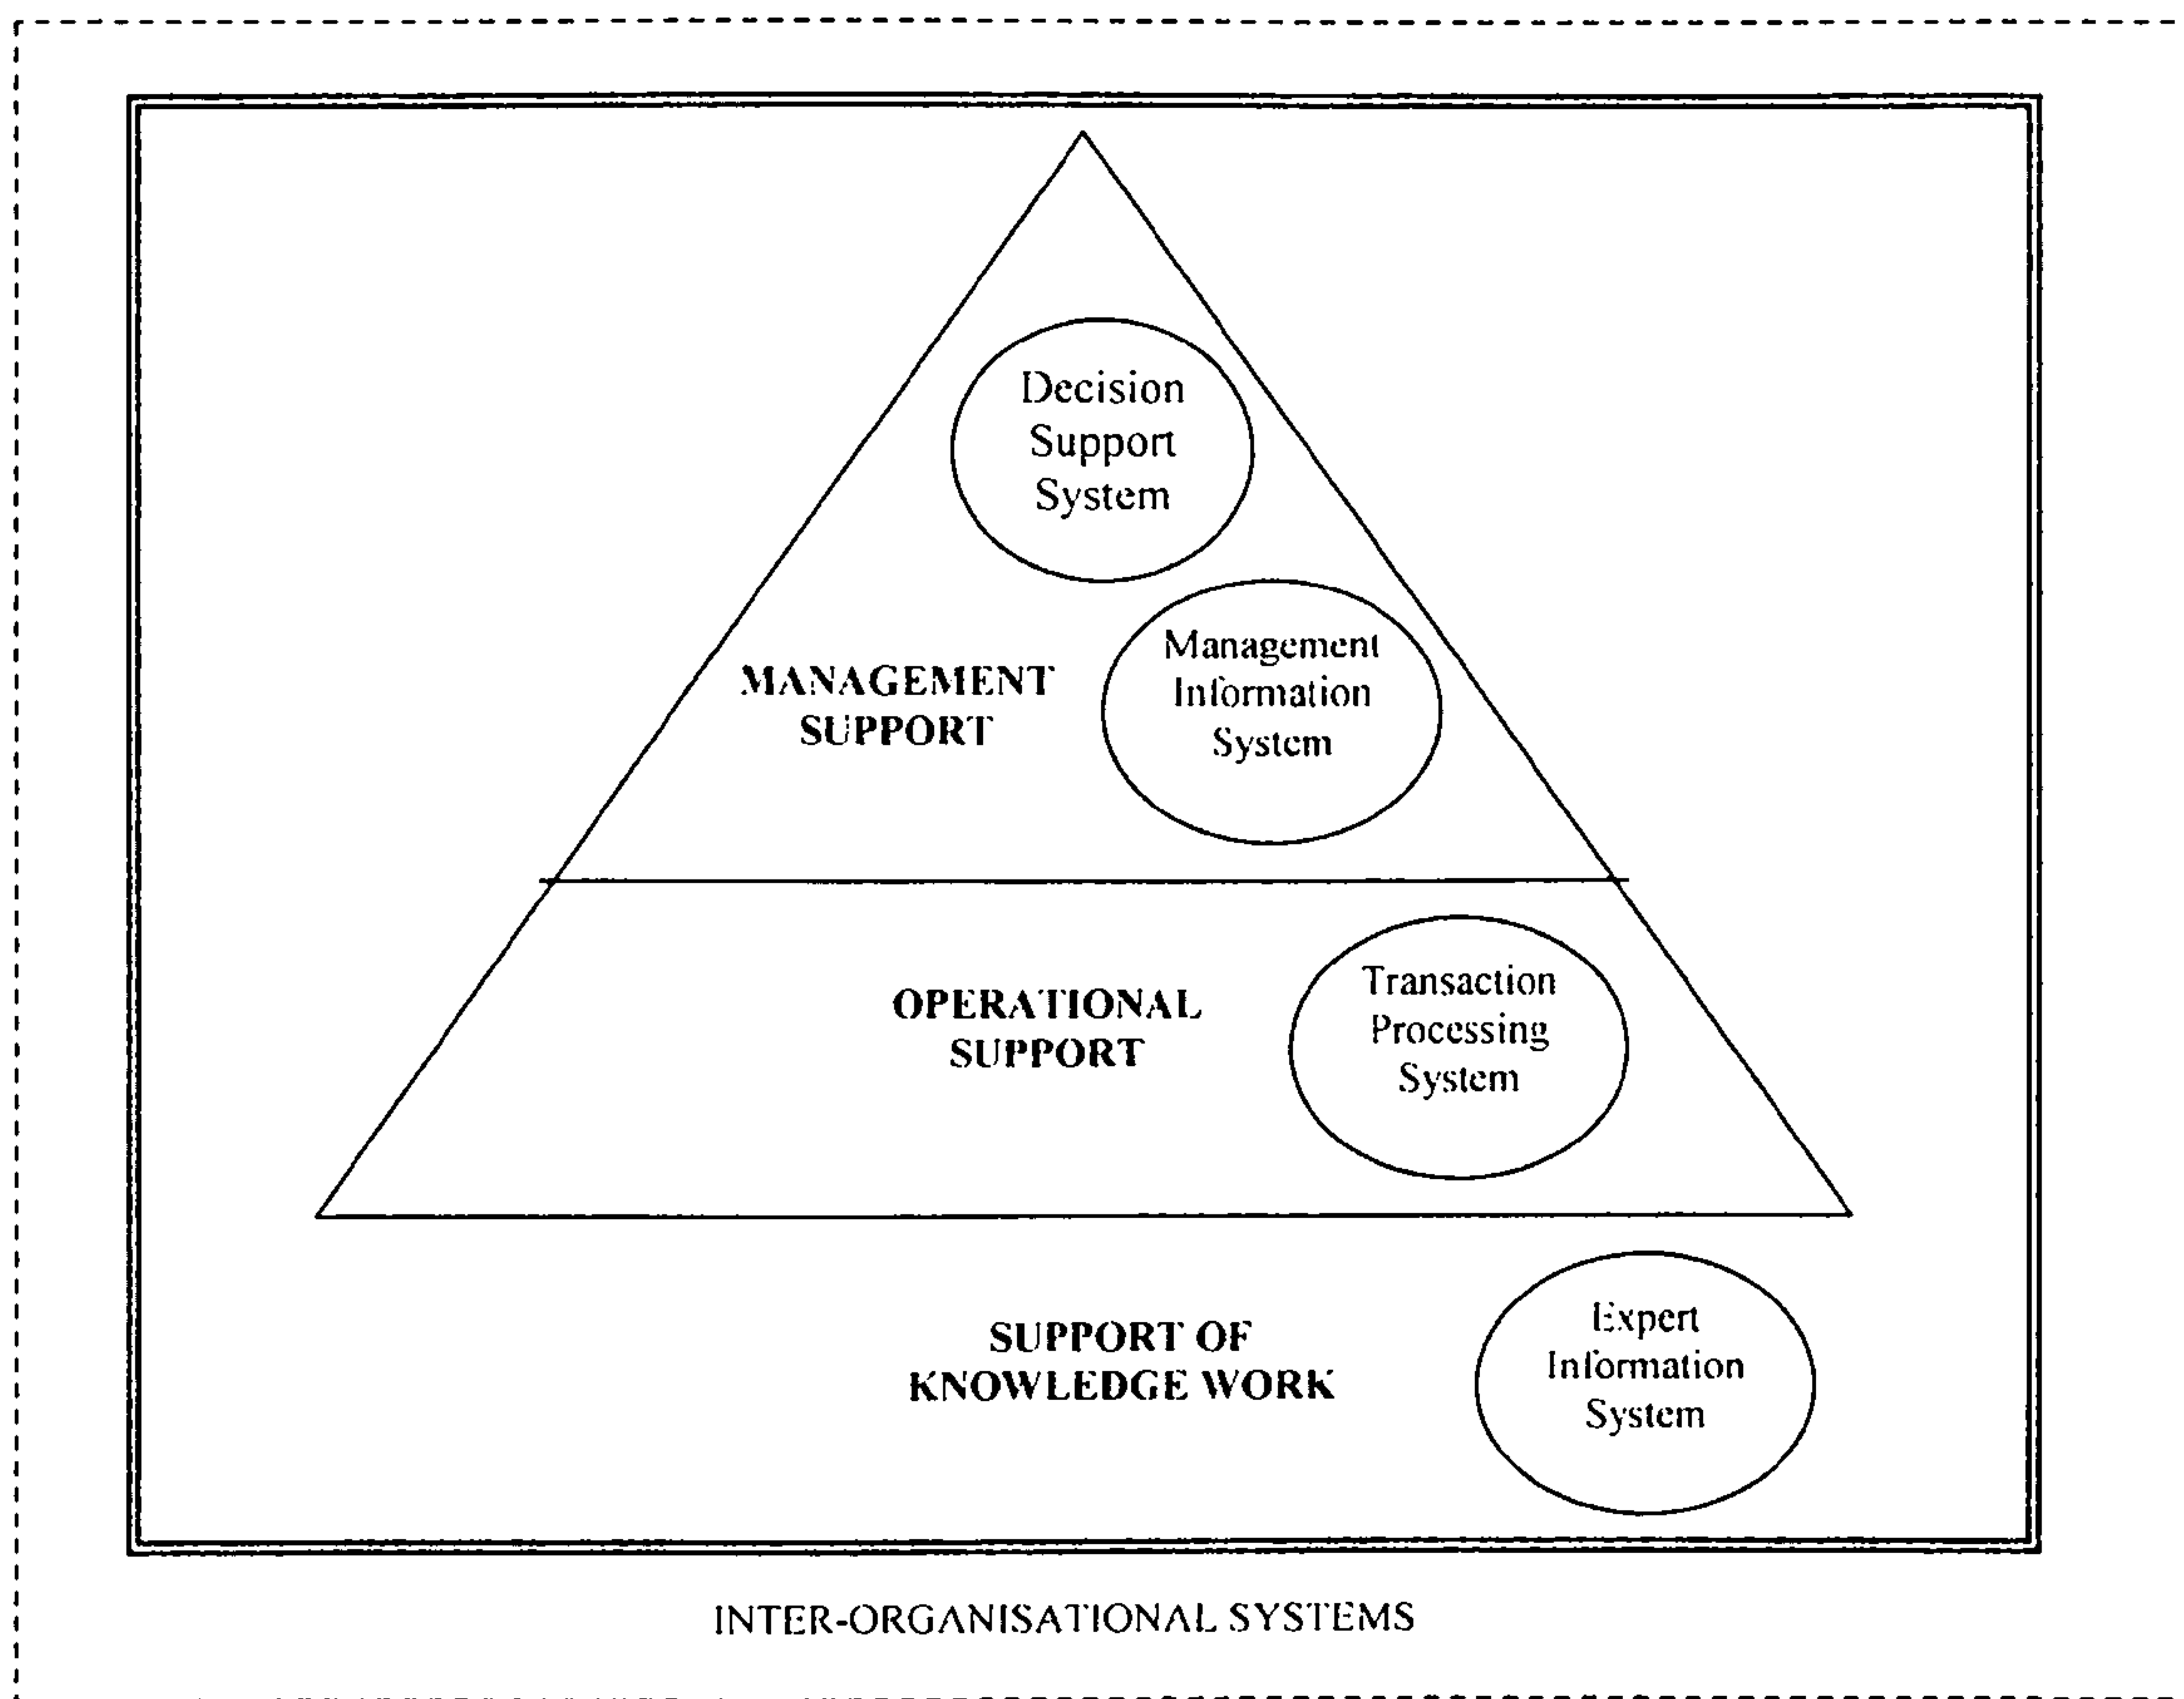 Decision
Support
System
MANAGEMENT
SUPPORT
Management
Information
System
OPERATIONAL
SUPPORT
Transaction
Processing
System
SUPPORT OF
KNOWLEDGE WORK
Expert
Information
System
INTER-ORGANISATIONAL SYSTEMS